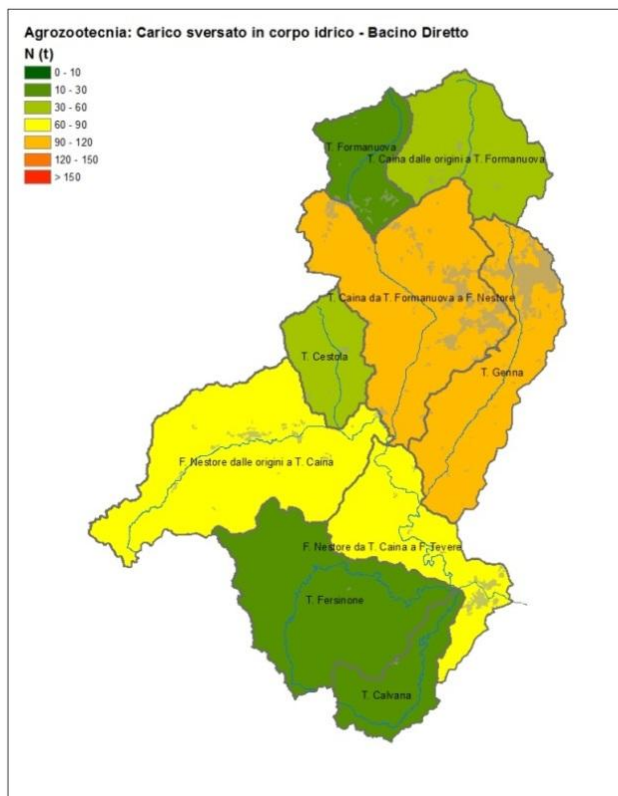 Agrozootecnia: Carico sversato in corpo idrico - Bacino Diretto
N (t)
0 - 10
10 - 30
30 - 60
60 - 90
90 - 120
120 - 150
> 150
T. Formanuova
T. Caina dalle origini a T. Formanuova
T. Caina da T. Formanuova a F. Nestore
T. Cestola
T. Genna
F. Nestore dalle origini a T. Caina
F. Nestore da T. Caina a F. Tevere
T. Fersinone
T. Calvana